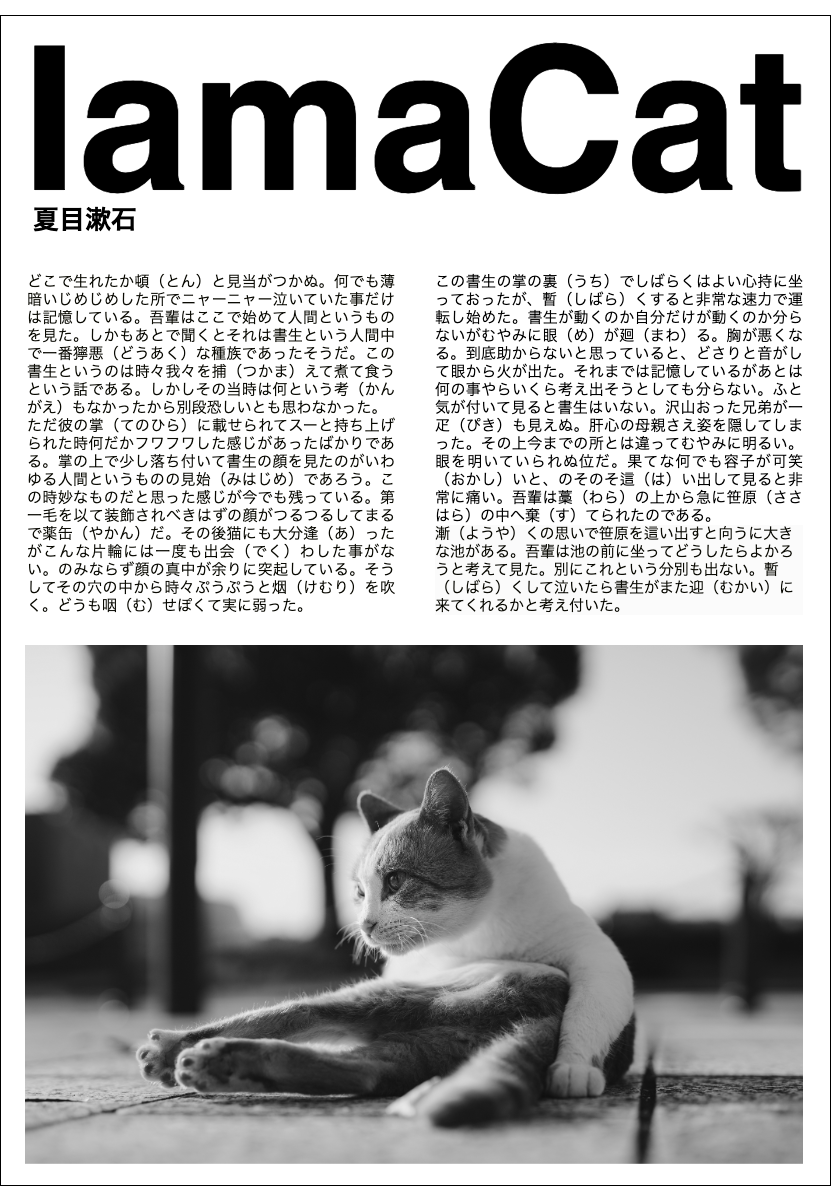 IamaCat
夏目漱石
どこで生れたか頓（とん）と見当がつかぬ。何でも薄
暗いじめじめした所でニャーニャー泣いていた事だけ
は記憶している。吾輩はここで始めて人間というもの
を見た。しかもあとで聞くとそれは書生という人間中
で一番獰悪（どうあく）な種族であったそうだ。この
書生というのは時々我々を捕（つかま）えて煮て食う
という話である。しかしその当時は何という考（かん
がえ）もなかったから別段恐しいとも思わなかった。
ただ彼の掌（てのひら）に載せられてスーと持ち上げ
られた時何だかフワフワした感じがあったばかりであ
る。掌の上で少し落ち付いて書生の顔を見たのがいわ
ゆる人間というものの見始（みはじめ）であろう。こ
の時妙なものだと思った感じが今でも残っている。第
一毛を以て装飾されべきはずの顔がつるつるしてまる
で薬缶（やかん）だ。その後猫にも大分逢（あ）った
がこんな片輪には一度も出会（でく）わした事がな
い。のみならず顔の真中が余りに突起している。そう
してその穴の中から時々ぷうぷうと烟（けむり）を吹
く。どうも咽（む）せぽくて実に弱った。
この書生の掌の裏（うち）でしばらくはよい心持に坐
っておったが、暫（しばら）くすると非常な速力で運
転し始めた。書生が動くのか自分だけが動くのか分ら
ないがむやみに眼（め）が廻（まわ）る。胸が悪くな
る。到底助からないと思っていると、どさりと音がし
て眼から火が出た。それまでは記憶しているがあとは
何の事やらいくら考え出そうとしても分らない。ふと
気が付いて見ると書生はいない。沢山おった兄弟が一
疋（ぴき）も見えぬ。肝心の母親さえ姿を隠してしま
った。その上今までの所とは違ってむやみに明るい。
眼を明いていられぬ位だ。果てな何でも容子が可笑
（おかし）いと、のそのそ這（は）い出して見ると非
常に痛い。吾輩は藁（わら）の上から急に笹原（ささ
はら）の中へ棄（す）てられたのである。
漸（ようや）くの思いで笹原を這い出すと向うに大き
な池がある。吾輩は池の前に坐ってどうしたらよかろ
うと考えて見た。別にこれという分別も出ない。暫
（しばら）くして泣いたら書生がまた迎（むかい）に
来てくれるかと考え付いた。